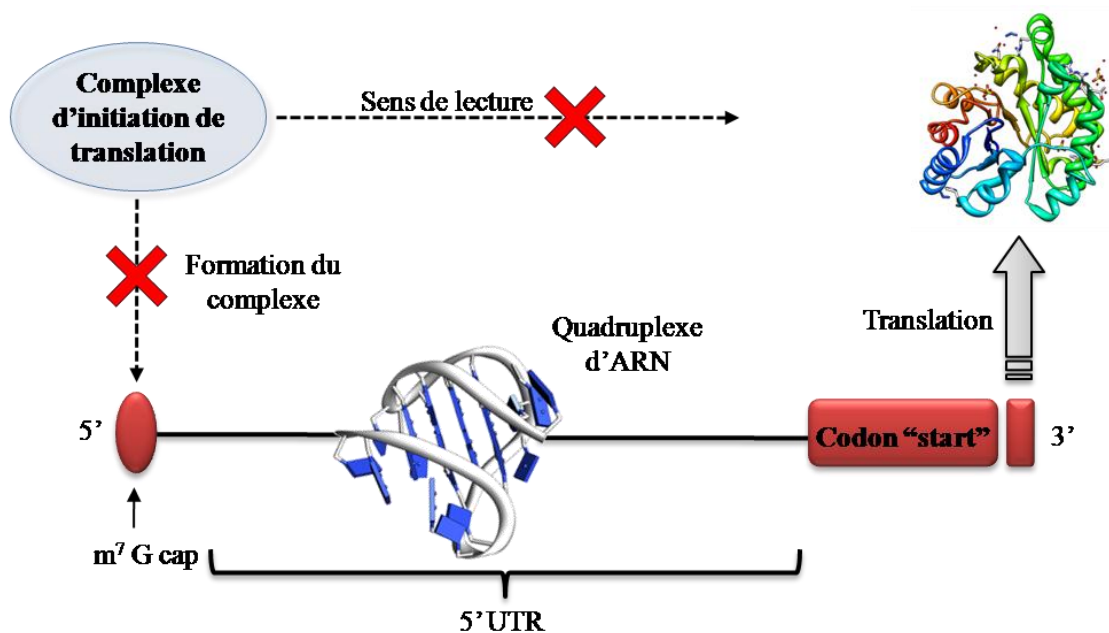 Complexe
d’initiation de
translation
Sens de lecture
Formation du
complexe
Quadruplexe
d’ARN
Translation
5’
Codon “start”
3’
m⁷ G cap
5’ UTR